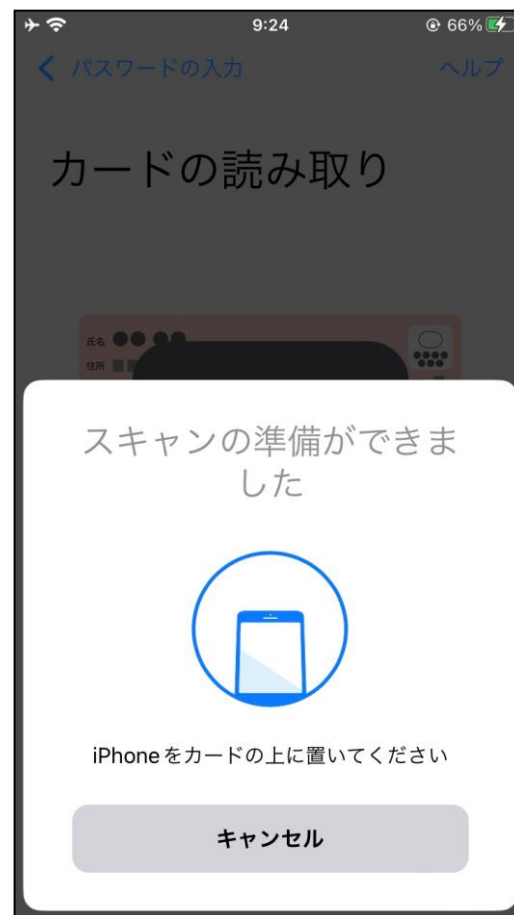 9:24
66%
パスワードの入力
ヘルプ
カードの読み取り
氏名
住所
スキャンの準備ができま
した
iPhoneをカードの上に置いてください
キャンセル